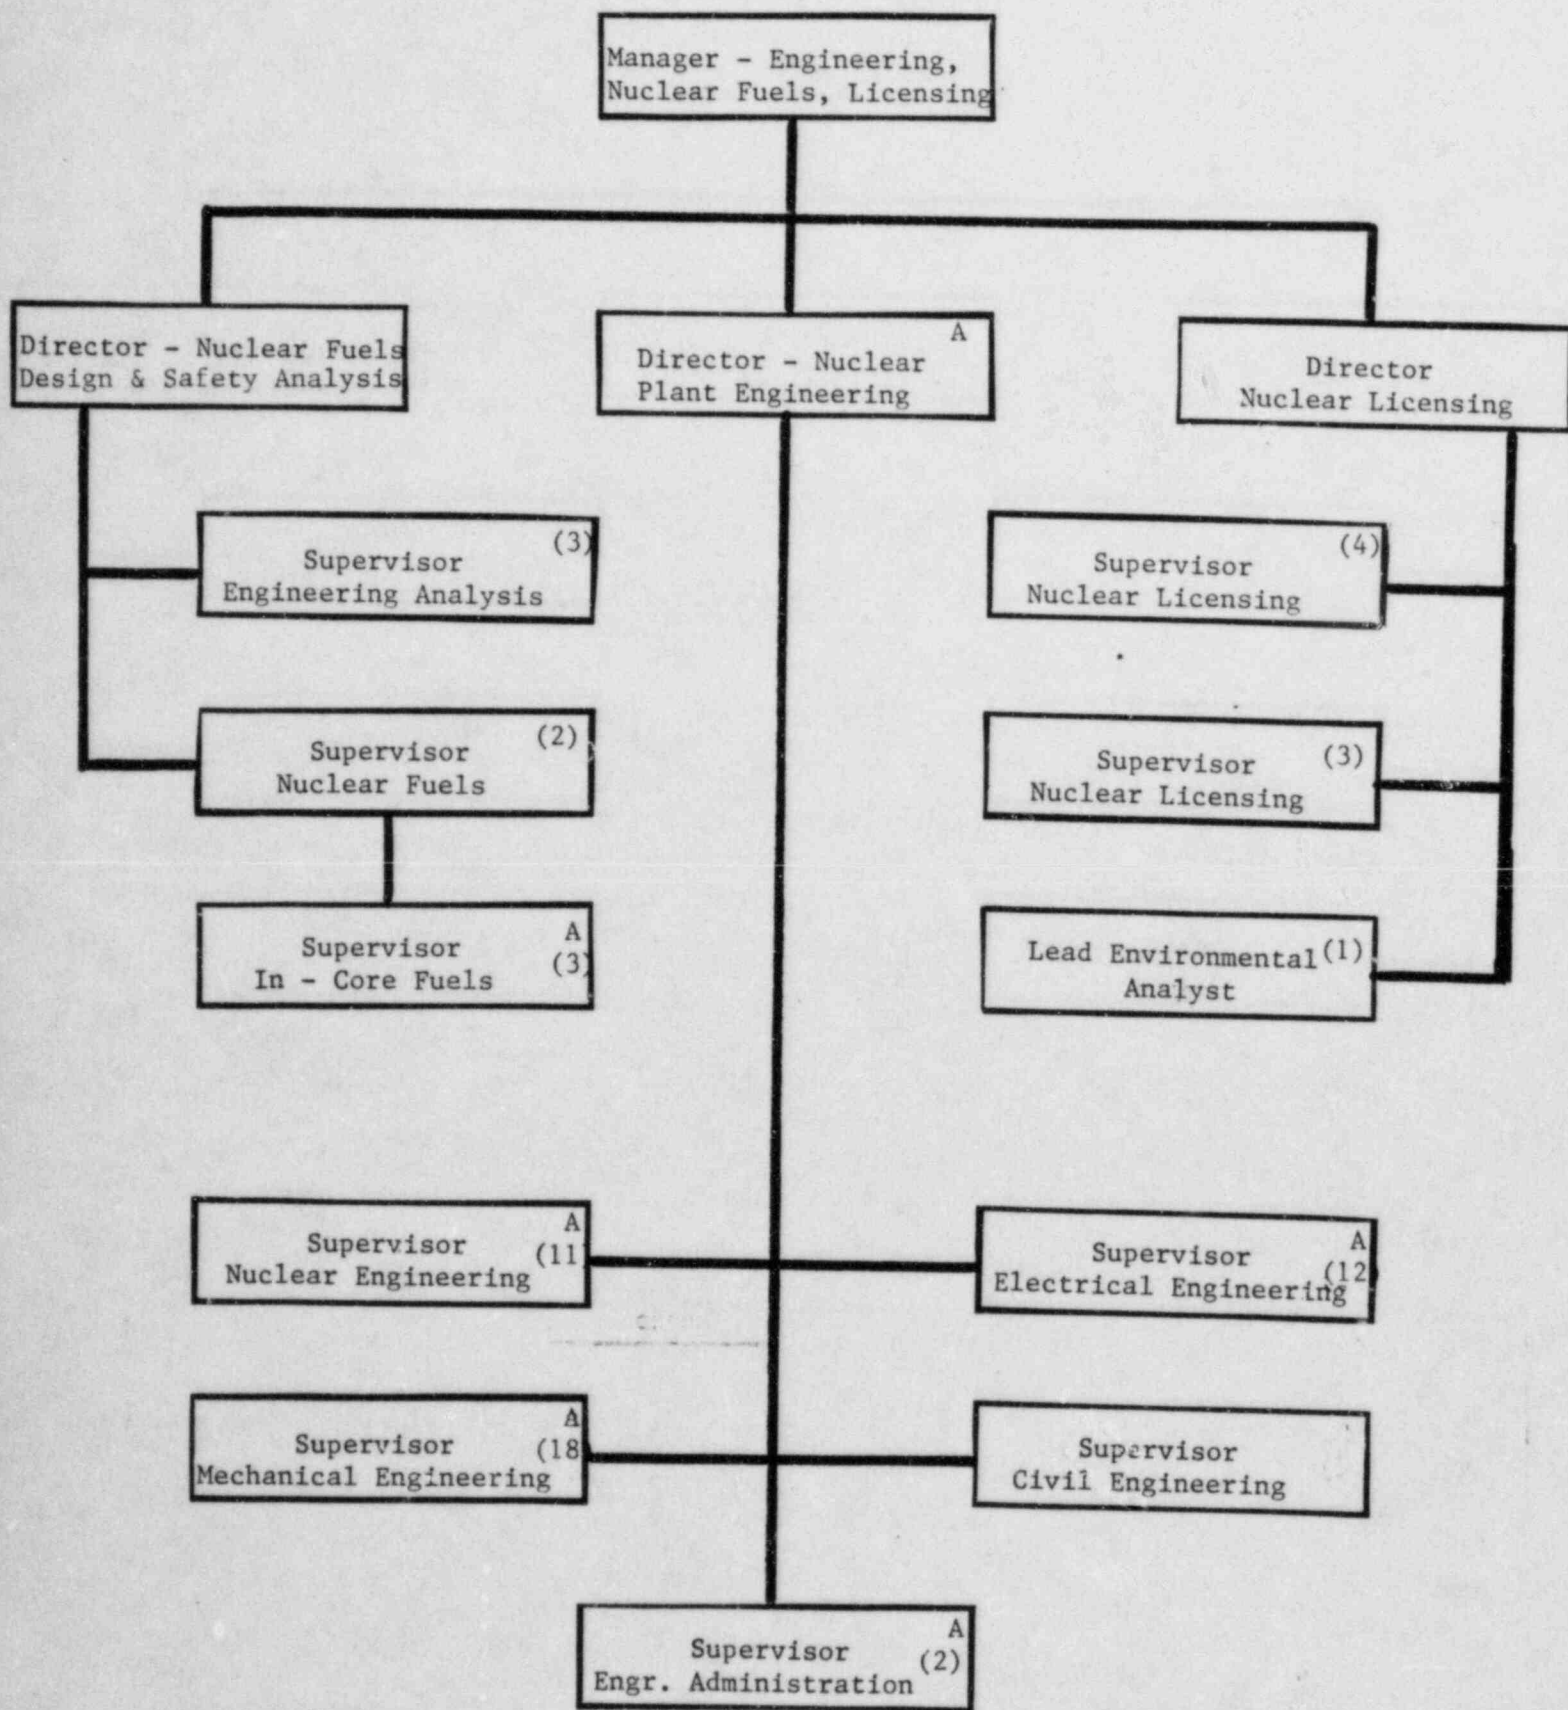 Manager - Engineering,
Nuclear Fuels, Licensing
Director - Nuclear Fuels
Design & Safety Analysis
A
Director - Nuclear
Plant Engineering
Director
Nuclear Licensing
(3)
Supervisor
Engineering Analysis
(4)
Supervisor
Nuclear Licensing
(2)
Supervisor
Nuclear Fuels
Supervisor (3)
Nuclear Licensing
A
Supervisor
In - Core Fuels (3)
Lead Environmental (1)
Analyst
A
Supervisor (11)
Nuclear Engineering
A
Supervisor (12
Electrical Engineering
A
Supervisor (18
Mechanical Engineering
Supervisor
Civil Engineering
A
Supervisor (2)
Engr. Administration